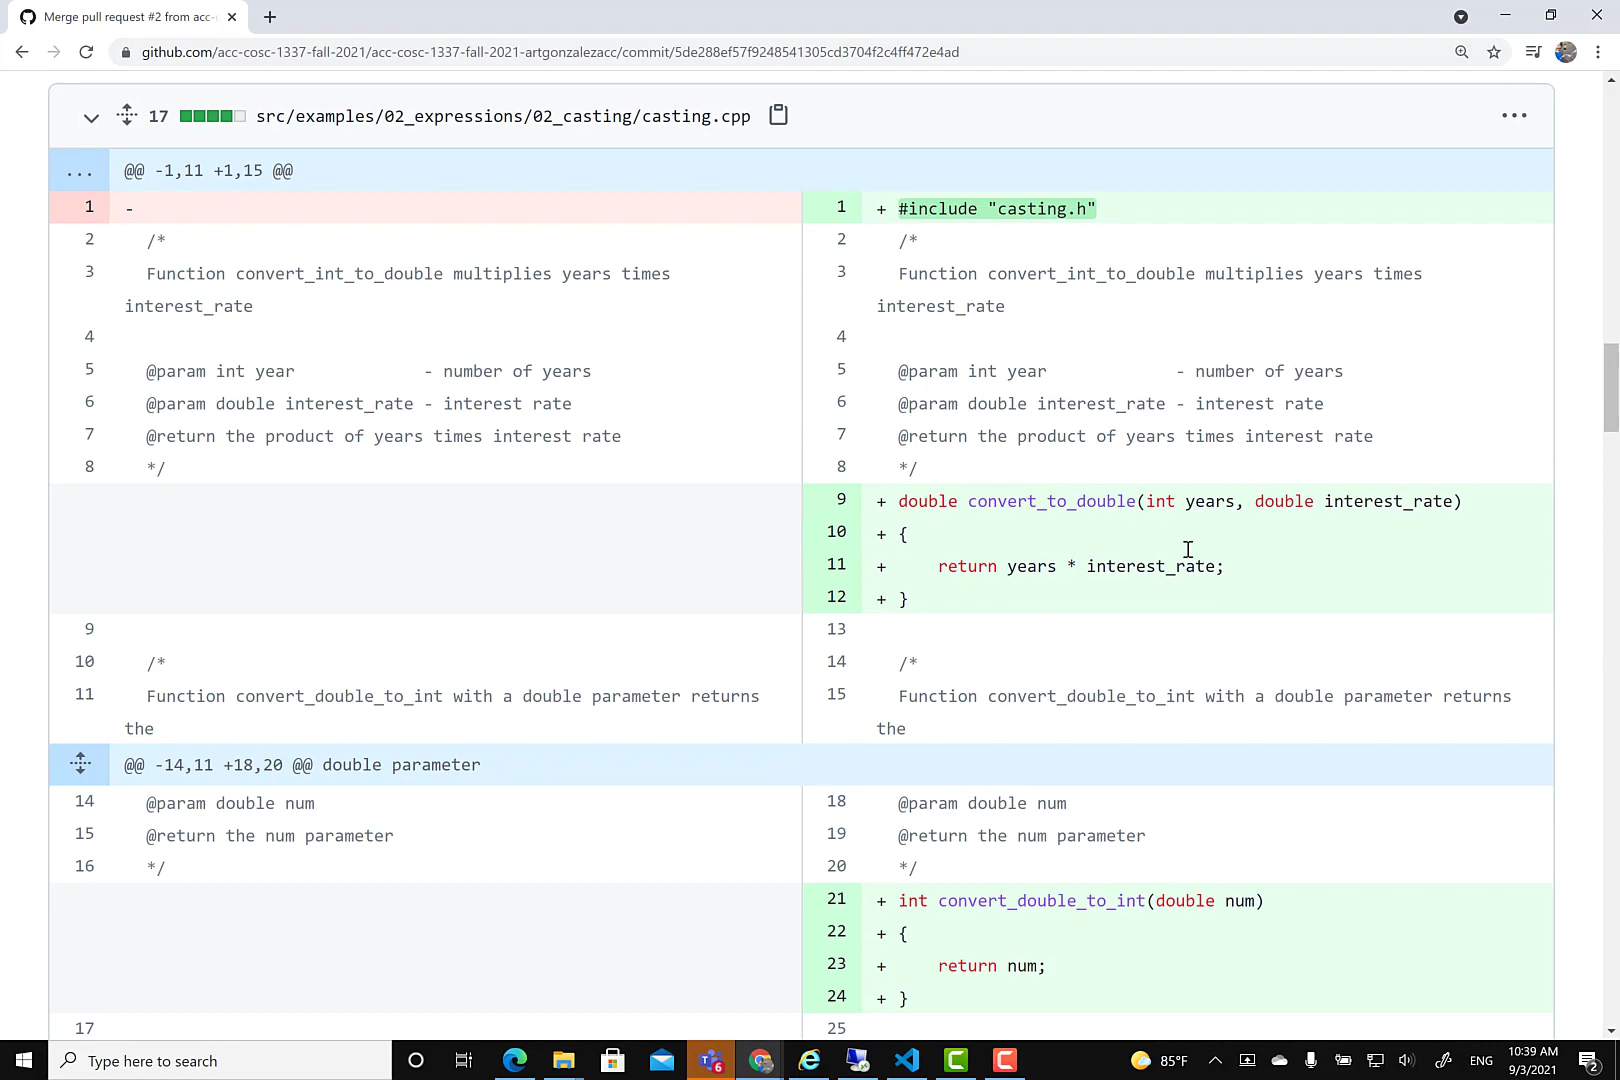 Merge pull request #2 from acc-c
github.com/acc-cosc-1337-fall-2021/acc-cosc-1337-fall-2021-artgonzalezacc/commit/5de288ef57f9248541305cd3704f2c4ff472e4ad
17 src/examples/02_expressions/02_casting/casting.cpp
... @@ -1,11 +1,15 @@
1 - 1 + #include "casting.h"
2 /* 2 /*
3 Function convert_int_to_double multiplies years times 3 Function convert_int_to_double multiplies years times
interest_rate interest_rate
4 4
5 @param int year - number of years 5 @param int year - number of years
6 @param double interest_rate - interest rate 6 @param double interest_rate - interest rate
7 @return the product of years times interest rate 7 @return the product of years times interest rate
8 */ 8 */
9 + double convert_to_double(int years, double interest_rate)
10 + {
11 + return years * interest_rate;
12 + }
9 13
10 /* 14 /*
11 Function convert_double_to_int with a double parameter returns 15 Function convert_double_to_int with a double parameter returns
the the
@@ -14,11 +18,20 @@ double parameter
14 @param double num 18 @param double num
15 @return the num parameter 19 @return the num parameter
16 */ 20 */
21 + int convert_double_to_int(double num)
22 + {
23 + return num;
24 + }
17 25
Type here to search 6 85°F ENG 10:39 AM 2
9/3/2021